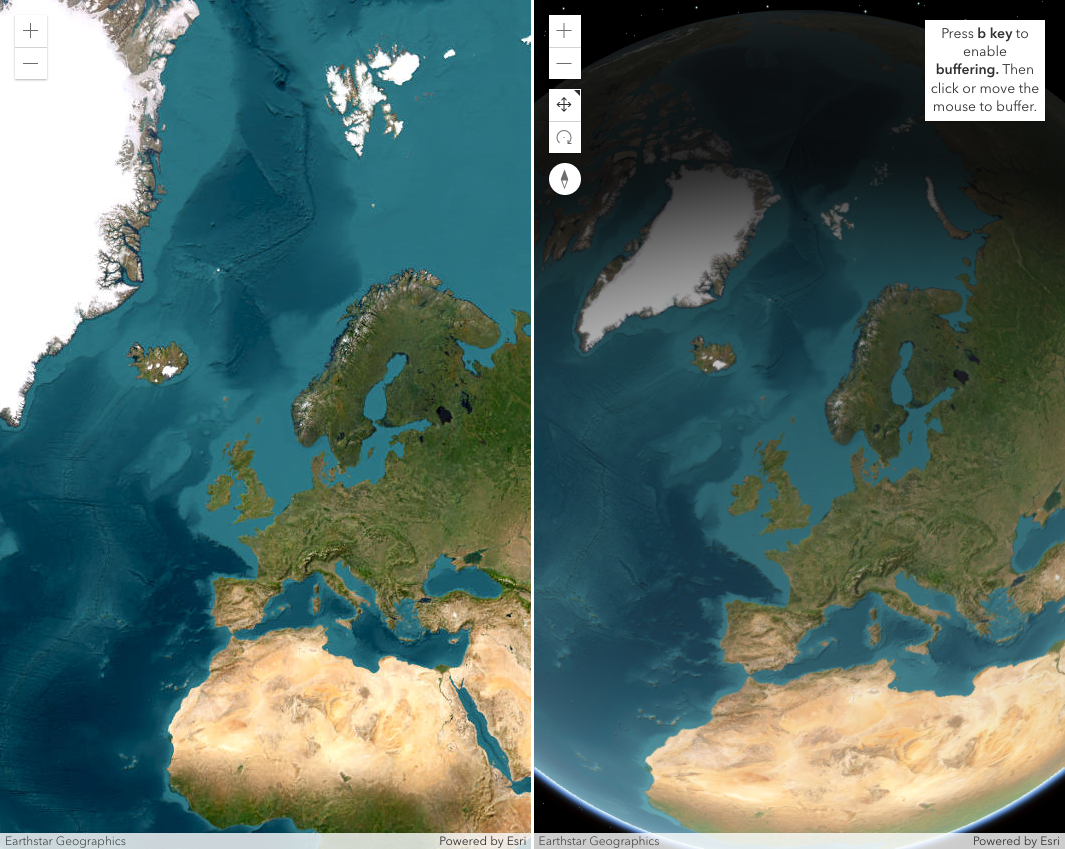 Press b key to
enable
buffering. Then
click or move the
mouse to buffer.
Earthstar Geographics
Powered by Esri
Earthstar Geographics
Powered by Esri